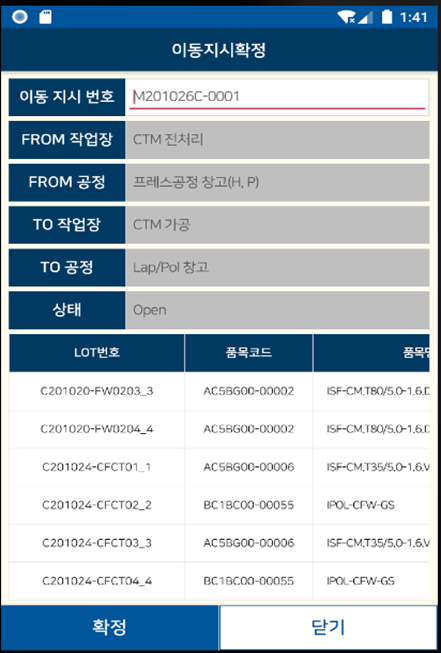 1:41
이동지시확정
이동 지시 번호 M201026C-0001
FROM 작업장 CTM 전처리
FROM 공정 프레스공정 창고(H, P)
TO 작업장 CTM 가공
TO 공정 Lap/Pol 창고
상태 Open
LOT번호 품목코드 품목명
C201020-FW0203_3 AC5BG00-00002 ISF-CM,T80/5.0-1.6,D
C201020-FW0204_4 AC5BG00-00002 ISF-CM,T80/5.0-1.6,D
C201024-CFCT01_1 AC5BG00-00006 ISF-CM,T35/5.0-1.6,V
C201024-CFCT02_2 BC1BC00-00055 IPOL-CFW-GS
C201024-CFCT03_3 AC5BG00-00006 ISF-CM,T35/5.0-1.6,V
C201024-CFCT04_4 BC1BC00-00055 IPOL-CFW-GS
확정 닫기